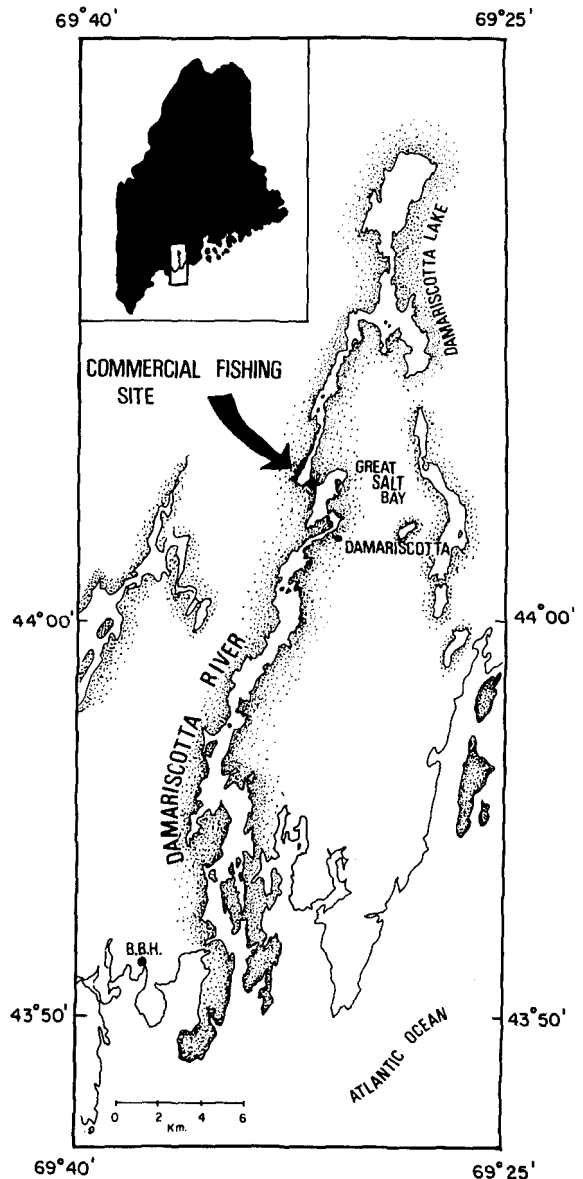 69°40'
69°25'
DAMARISCOTTA LAKE
COMMERCIAL FISHING
SITE
GREAT
SALT
BAY
DAMARISCOTTA
44°00'
44°00'
DAMARISCOTTA RIVER
B.B.H.
43°50'
43°50'
ATLANTIC OCEAN
0 2 4 6
Km.
69°40'
69°25'